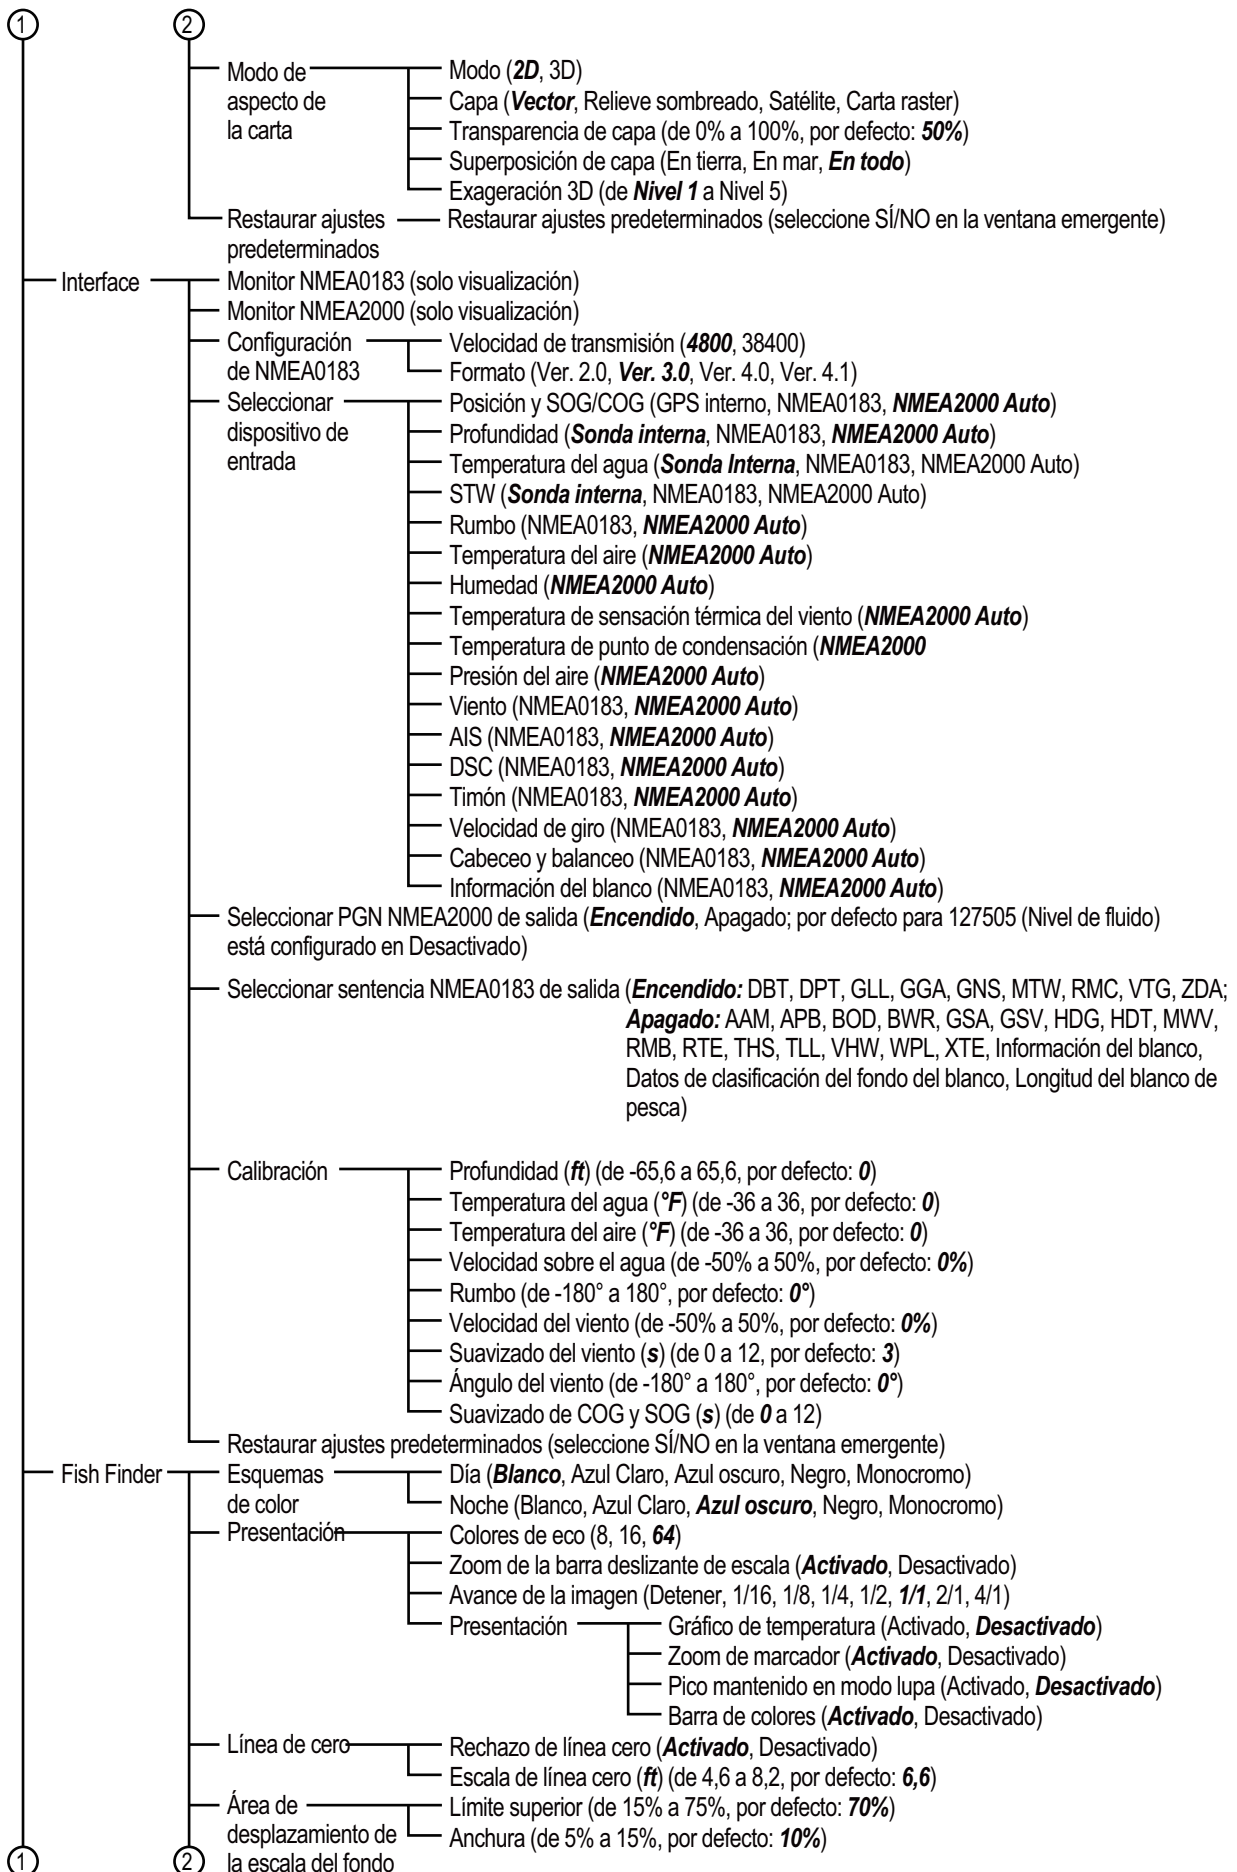 1 2
Modo de
aspecto de
la carta
Modo (2D, 3D)
Capa (Vector, Relieve sombreado, Satélite, Carta raster)
Transparencia de capa (de 0% a 100%, por defecto: 50%)
Superposición de capa (En tierra, En mar, En todo)
Exageración 3D (de Nivel 1 a Nivel 5)
Restaurar ajustes
predeterminados
Restaurar ajustes predeterminados (seleccione SÍ/NO en la ventana emergente)
Interface
Monitor NMEA0183 (solo visualización)
Monitor NMEA2000 (solo visualización)
Configuración
de NMEA0183
Velocidad de transmisión (4800, 38400)
Formato (Ver. 2.0, Ver. 3.0, Ver. 4.0, Ver. 4.1)
Seleccionar
dispositivo de
entrada
Posición y SOG/COG (GPS interno, NMEA0183, NMEA2000 Auto)
Profundidad (Sonda interna, NMEA0183, NMEA2000 Auto)
Temperatura del agua (Sonda Interna, NMEA0183, NMEA2000 Auto)
STW (Sonda interna, NMEA0183, NMEA2000 Auto)
Rumbo (NMEA0183, NMEA2000 Auto)
Temperatura del aire (NMEA2000 Auto)
Humedad (NMEA2000 Auto)
Temperatura de sensación térmica del viento (NMEA2000 Auto)
Temperatura de punto de condensación (NMEA2000
Presión del aire (NMEA2000 Auto)
Viento (NMEA0183, NMEA2000 Auto)
AIS (NMEA0183, NMEA2000 Auto)
DSC (NMEA0183, NMEA2000 Auto)
Timón (NMEA0183, NMEA2000 Auto)
Velocidad de giro (NMEA0183, NMEA2000 Auto)
Cabeceo y balanceo (NMEA0183, NMEA2000 Auto)
Información del blanco (NMEA0183, NMEA2000 Auto)
Seleccionar PGN NMEA2000 de salida (Encendido, Apagado; por defecto para 127505 (Nivel de fluido)
está configurado en Desactivado)
Seleccionar sentencia NMEA0183 de salida (Encendido: DBT, DPT, GLL, GGA, GNS, MTW, RMC, VTG, ZDA;
Apagado: AAM, APB, BOD, BWR, GSA, GSV, HDG, HDT, MWV,
RMB, RTE, THS, TLL, VHW, WPL, XTE, Información del blanco,
Datos de clasificación del fondo del blanco, Longitud del blanco de
pesca)
Calibración
Profundidad (ft) (de -65,6 a 65,6, por defecto: 0)
Temperatura del agua (°F) (de -36 a 36, por defecto: 0)
Temperatura del aire (°F) (de -36 a 36, por defecto: 0)
Velocidad sobre el agua (de -50% a 50%, por defecto: 0%)
Rumbo (de -180° a 180°, por defecto: 0°)
Velocidad del viento (de -50% a 50%, por defecto: 0%)
Suavizado del viento (s) (de 0 a 12, por defecto: 3)
Ángulo del viento (de -180° a 180°, por defecto: 0°)
Suavizado de COG y SOG (s) (de 0 a 12)
Restaurar ajustes predeterminados (seleccione SÍ/NO en la ventana emergente)
Fish Finder
Esquemas
de color
Día (Blanco, Azul Claro, Azul oscuro, Negro, Monocromo)
Noche (Blanco, Azul Claro, Azul oscuro, Negro, Monocromo)
Presentación
Colores de eco (8, 16, 64)
Zoom de la barra deslizante de escala (Activado, Desactivado)
Avance de la imagen (Detener, 1/16, 1/8, 1/4, 1/2, 1/1, 2/1, 4/1)
Presentación
Gráfico de temperatura (Activado, Desactivado)
Zoom de marcador (Activado, Desactivado)
Pico mantenido en modo lupa (Activado, Desactivado)
Barra de colores (Activado, Desactivado)
Línea de cero
Rechazo de línea cero (Activado, Desactivado)
Escala de línea cero (ft) (de 4,6 a 8,2, por defecto: 6,6)
Área de
desplazamiento de
la escala del fondo
Límite superior (de 15% a 75%, por defecto: 70%)
Anchura (de 5% a 15%, por defecto: 10%)
1 2